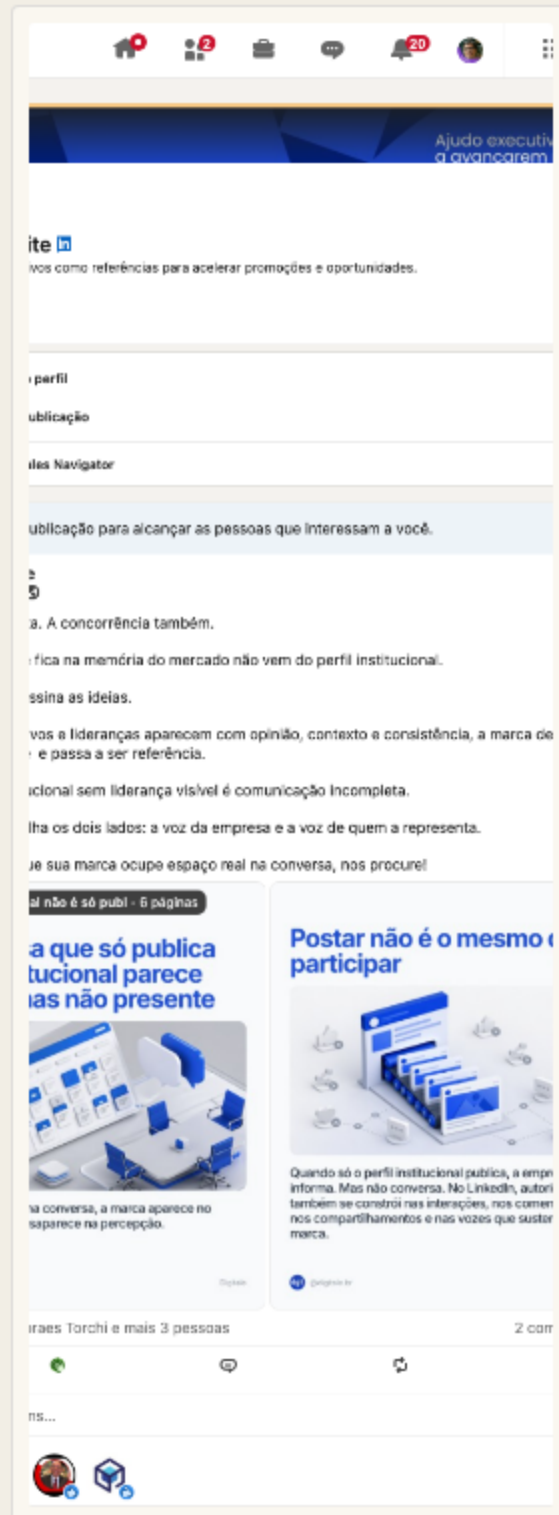 2
20
Ajudo executiv
a avançarem
ite in
ivos como referências para acelerar promoções e oportunidades.
perfil
ublicação
ales Navigator
ublicação para alcançar as pessoas que interessam a você.
e
a. A concorrência também.
fica na memória do mercado não vem do perfil institucional.
ssina as ideias.
vos e lideranças aparecem com opinião, contexto e consistência, a marca de
e passa a ser referência.
ucional sem liderança visível é comunicação incompleta.
lha os dois lados: a voz da empresa e a voz de quem a representa.
ue sua marca ocupe espaço real na conversa, nos procure!
al não é só publ - 6 páginas
a que só publica
tucional parece
as não presente
na conversa, a marca aparece no
saparece na percepção.
Postar não é o mesmo
participar
Quando só o perfil institucional publica, a empre
informa. Mas não conversa. No LinkedIn, autori
também se constrói nas interações, nos comen
nos compartilhamentos e nas vozes que susten
marca.
raes Torchi e mais 3 pessoas
2 com
ns...